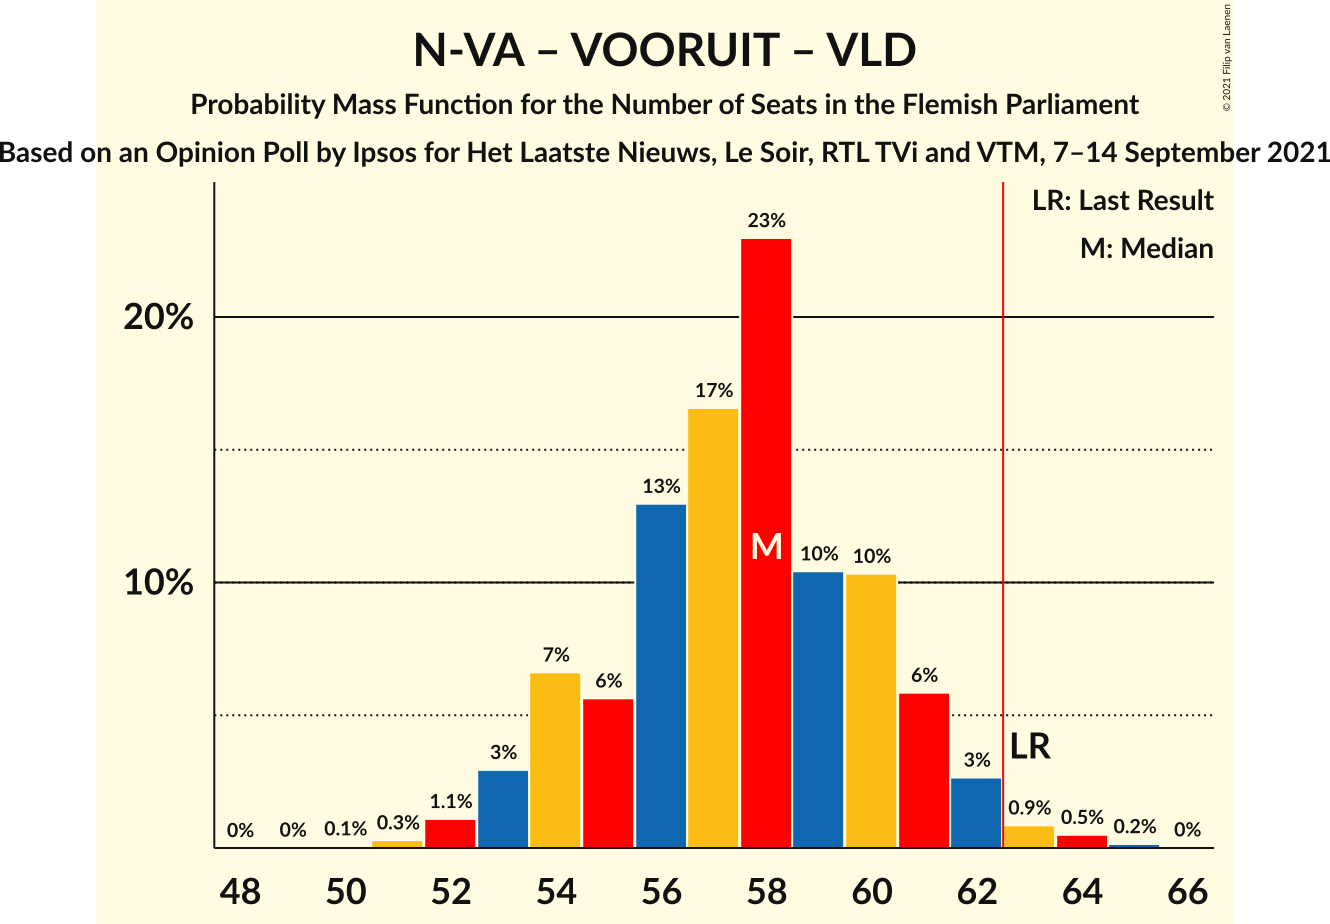 N-VA – VOORUIT – VLD
Probability Mass Function for the Number of Seats in the Flemish Parliament
Based on an Opinion Poll by Ipsos for Het Laatste Nieuws, Le Soir, RTL TVi and VTM, 7–14 September 2021
© 2021 Filip van Laenen
LR: Last Result
M: Median
20%
10%
0%
0%
0.1%
0.3%
1.1%
3%
7%
6%
13%
17%
23%
M
10%
10%
6%
3%
LR
0.9%
0.5%
0.2%
0%
48 50 52 54 56 58 60 62 64 66